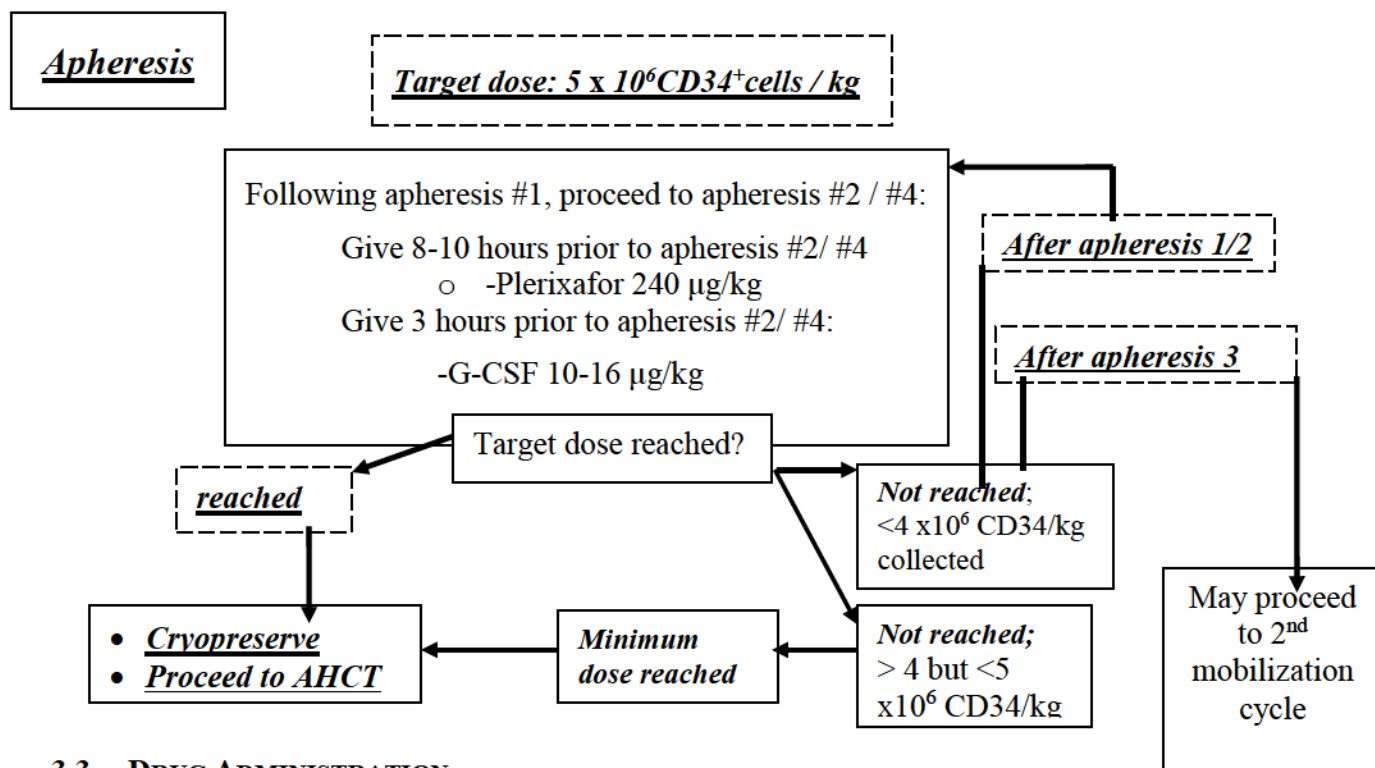 Apheresis
Target dose: 5 x 10⁶CD34⁺cells / kg
Following apheresis #1, proceed to apheresis #2 / #4:
Give 8-10 hours prior to apheresis #2/ #4
o -Plerixafor 240 µg/kg
Give 3 hours prior to apheresis #2/ #4:
-G-CSF 10-16 µg/kg
After apheresis 1/2
After apheresis 3
Target dose reached?
reached
Not reached;
<4 x10⁶ CD34/kg
collected
• Cryopreserve
• Proceed to AHCT
Minimum
dose reached
Not reached;
> 4 but <5
x10⁶ CD34/kg
May proceed
to 2nd
mobilization
cycle
3.3 DRUG ADMINISTRATION